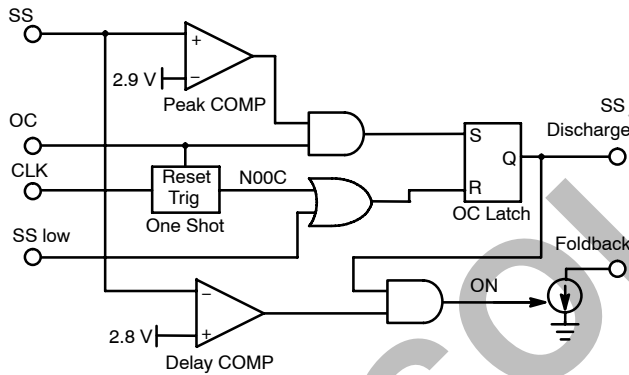 SS
+
2.9 V
−
Peak COMP
OC
CLK
Reset
Trig
One Shot
N00C
SS low
S
Q
R
OC Latch
SS
Discharge
Foldback
ON
−
2.8 V
+
Delay COMP